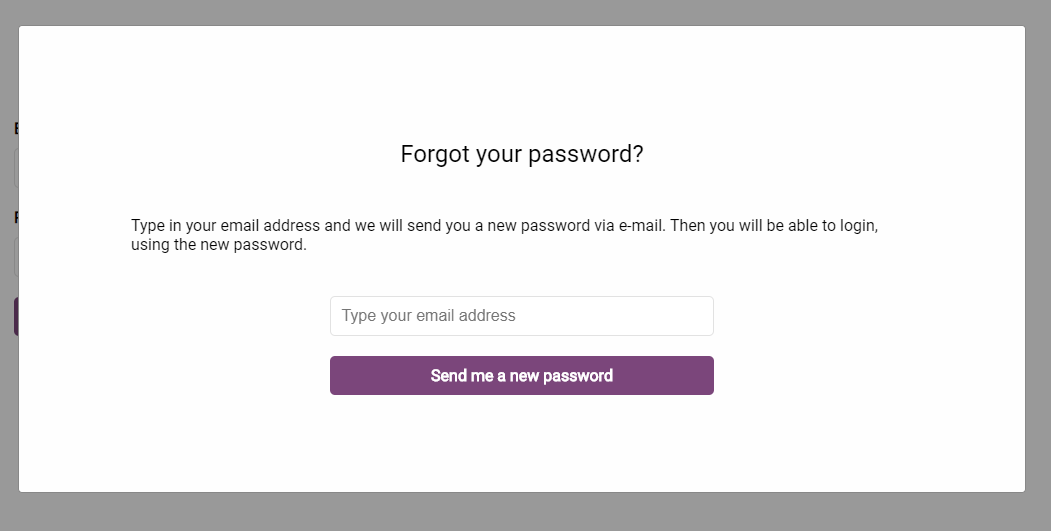 Forgot your password?
Type in your email address and we will send you a new password via e-mail. Then you will be able to login,
using the new password.
Type your email address
Send me a new password